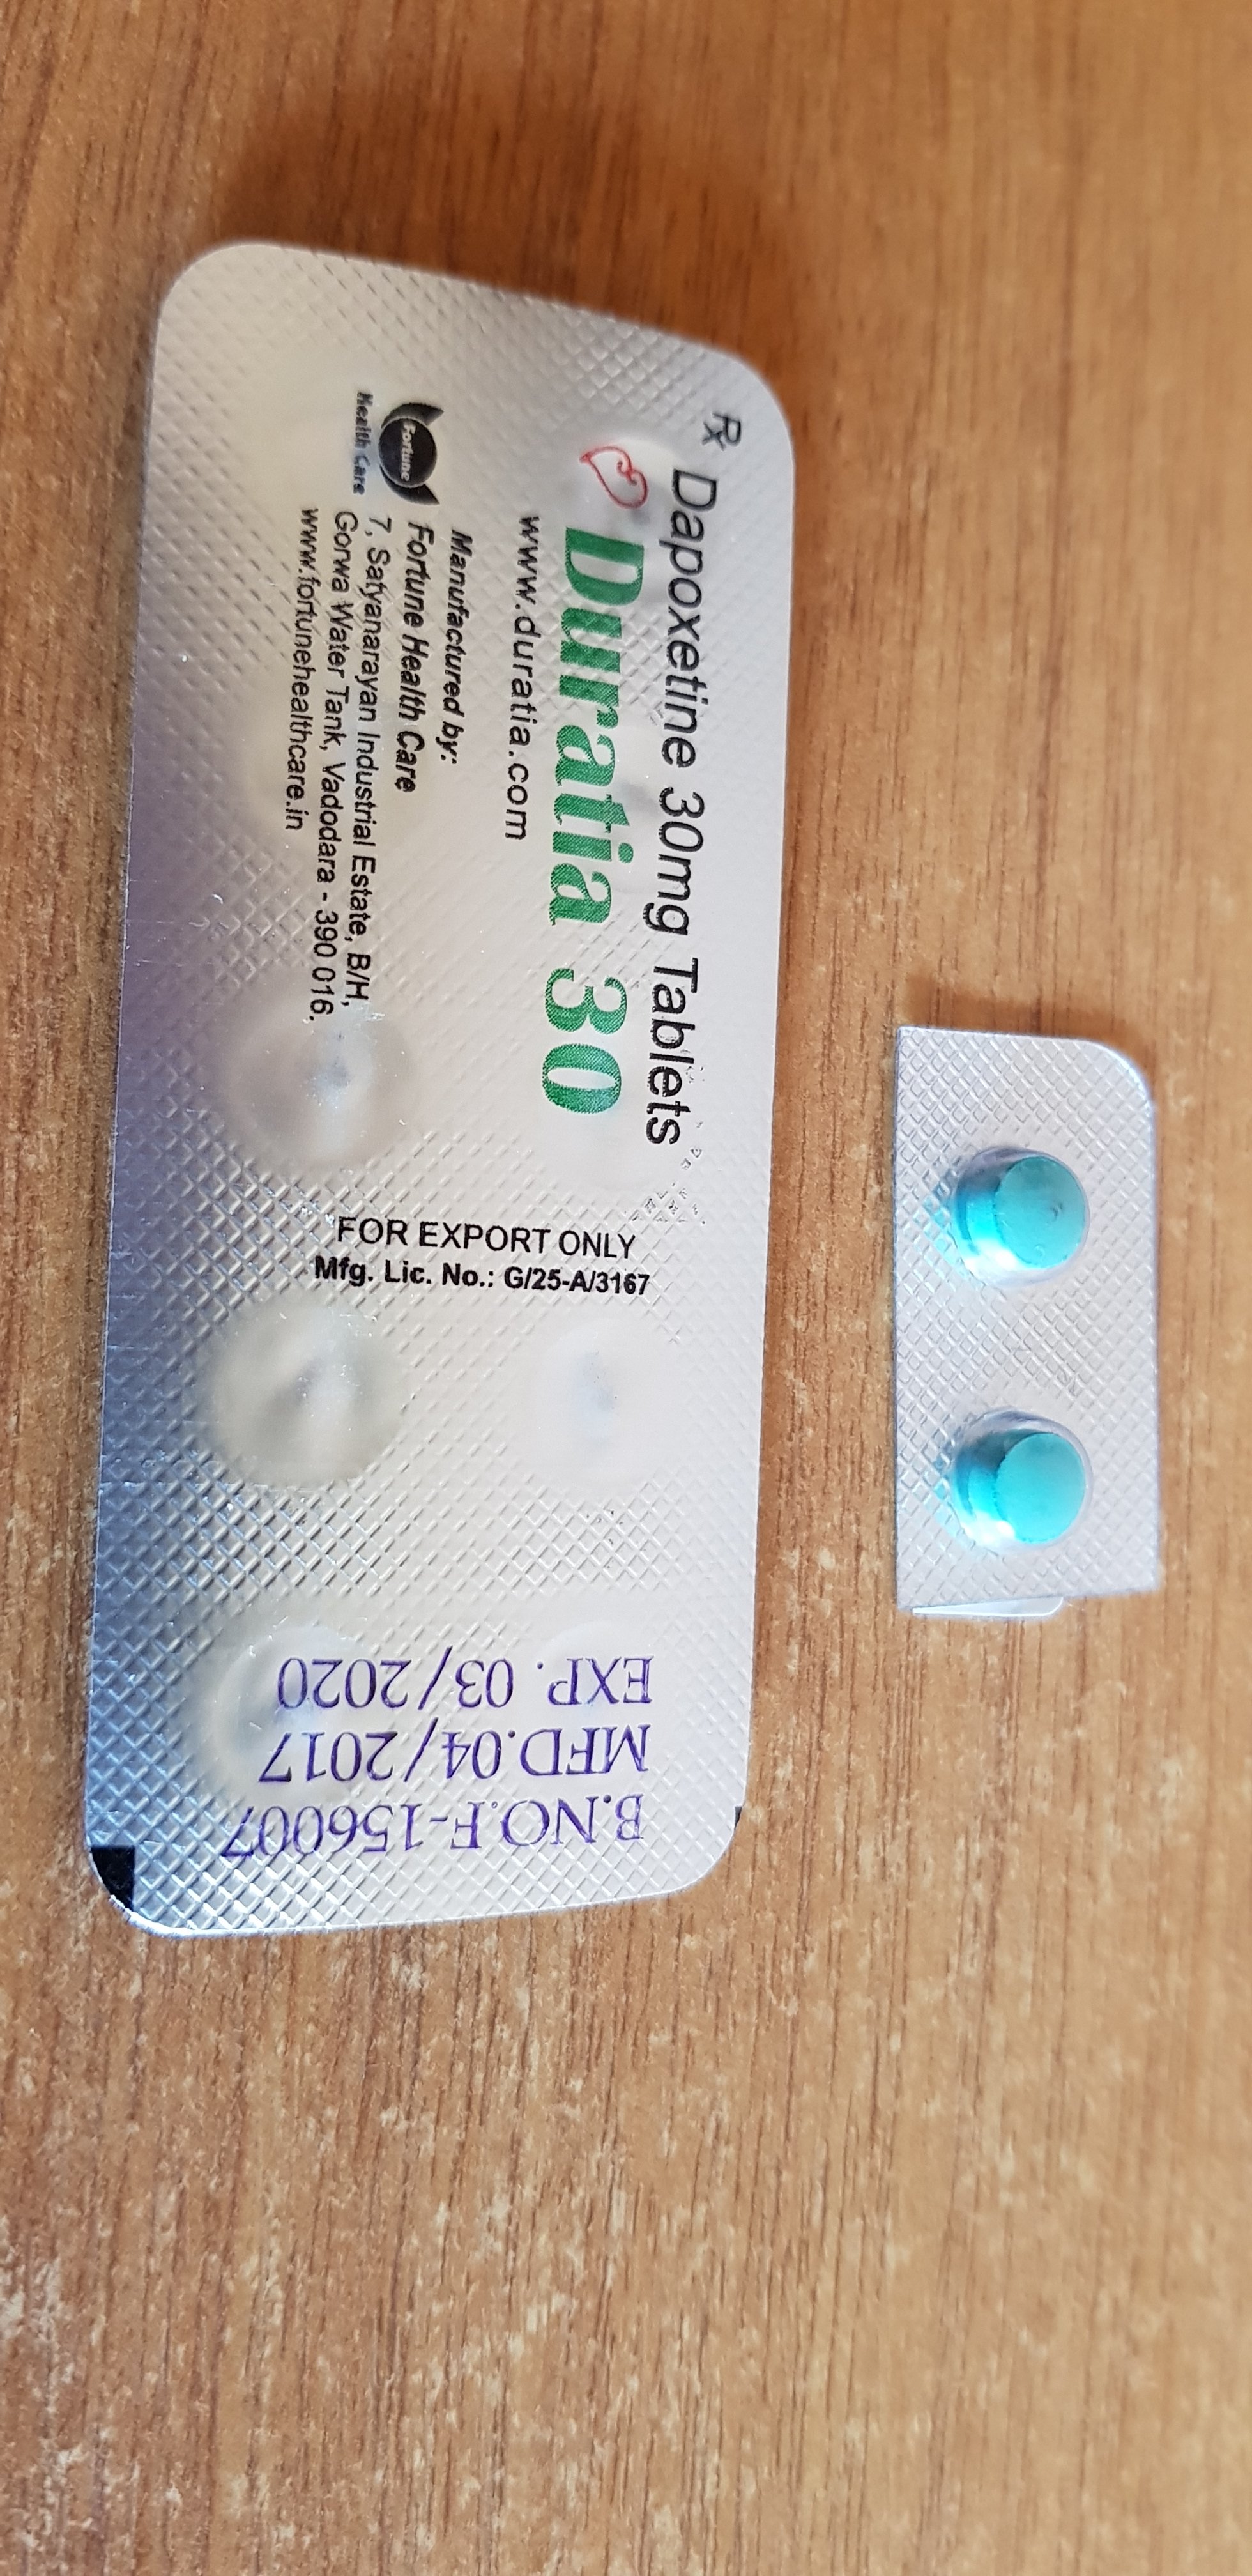 Rx Dapoxetine 30mg Tablets
Duratia 30
www.duratia.com
Manufactured by:
Fortune Health Care
7, Satyanarayan Industrial Estate, B/H,
Gorwa Water Tank, Vadodara - 390 016.
www.fortunehealthcare.in
Fortune
Health Care
FOR EXPORT ONLY
Mfg. Lic. No.: G/25-A/3167
B.NO.F-156007
MFD.04/2017
EXP. 03/2020